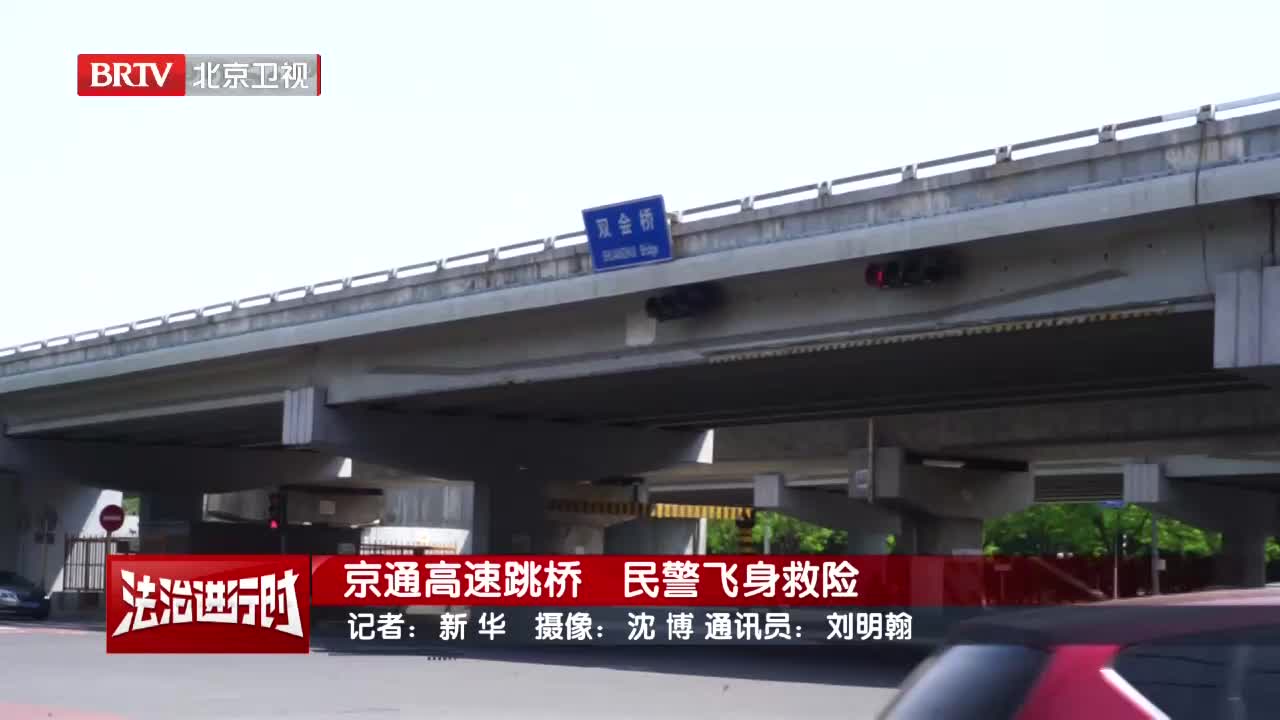 BRTV 北京卫视
双会桥
SHUANGHUI Bridge
法治进行时
京通高速跳桥 民警飞身救险
记者：新 华 摄像：沈 博 通讯员：刘明翰